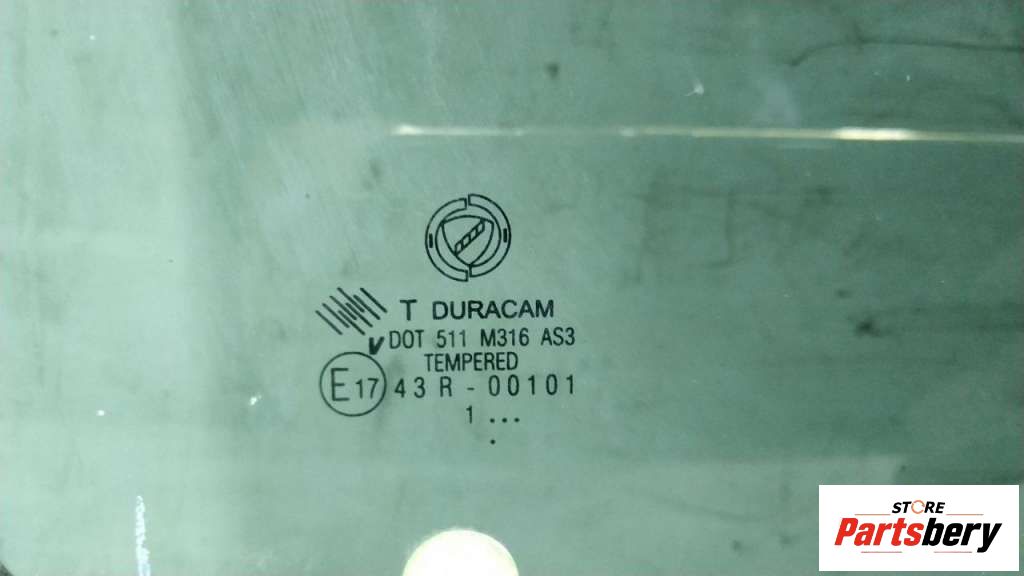 T DURACAM
DOT 511 M316 AS3
TEMPERED
E17 43R-00101
1 ...
.
STORE
Partsbery